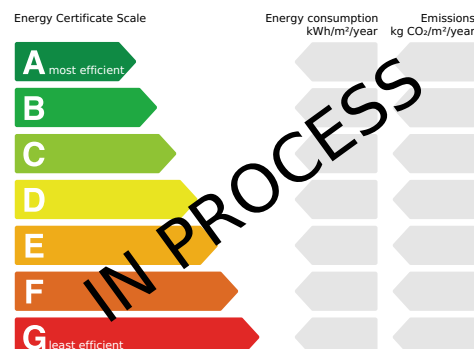 Energy Certificate Scale
Energy consumption
kWh/m²/year
Emissions
kg CO₂/m²/year
A most efficient
B
C
D
E
F
G least efficient
IN PROCESS